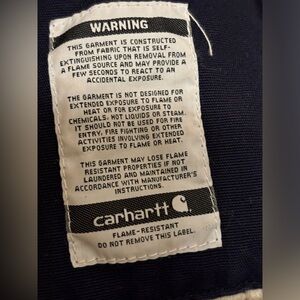 WARNING
THIS GARMENT IS CONSTRUCTED
FROM FABRIC THAT IS SELF-
EXTINGUISHING UPON REMOVAL FROM
A FLAME SOURCE AND MAY PROVIDE A
FEW SECONDS TO REACT TO AN
ACCIDENTAL EXPOSURE.
THE GARMENT IS NOT DESIGNED FOR
EXTENDED EXPOSURE TO FLAME OR
HEAT OR FOR EXPOSURE TO
CHEMICALS, HOT LIQUIDS OR STEAM.
IT SHOULD NOT BE USED FOR FIRE
ENTRY, FIRE FIGHTING OR OTHER
ACTIVITIES INVOLVING EXTENDED
EXPOSURE TO FLAME OR HEAT.
THIS GARMENT MAY LOSE FLAME
RESISTANT PROPERTIES IF NOT
LAUNDERED AND MAINTAINED IN
ACCORDANCE WITH MANUFACTURER'S
INSTRUCTIONS.
carhartt
FLAME-RESISTANT
DO NOT REMOVE THIS LABEL.